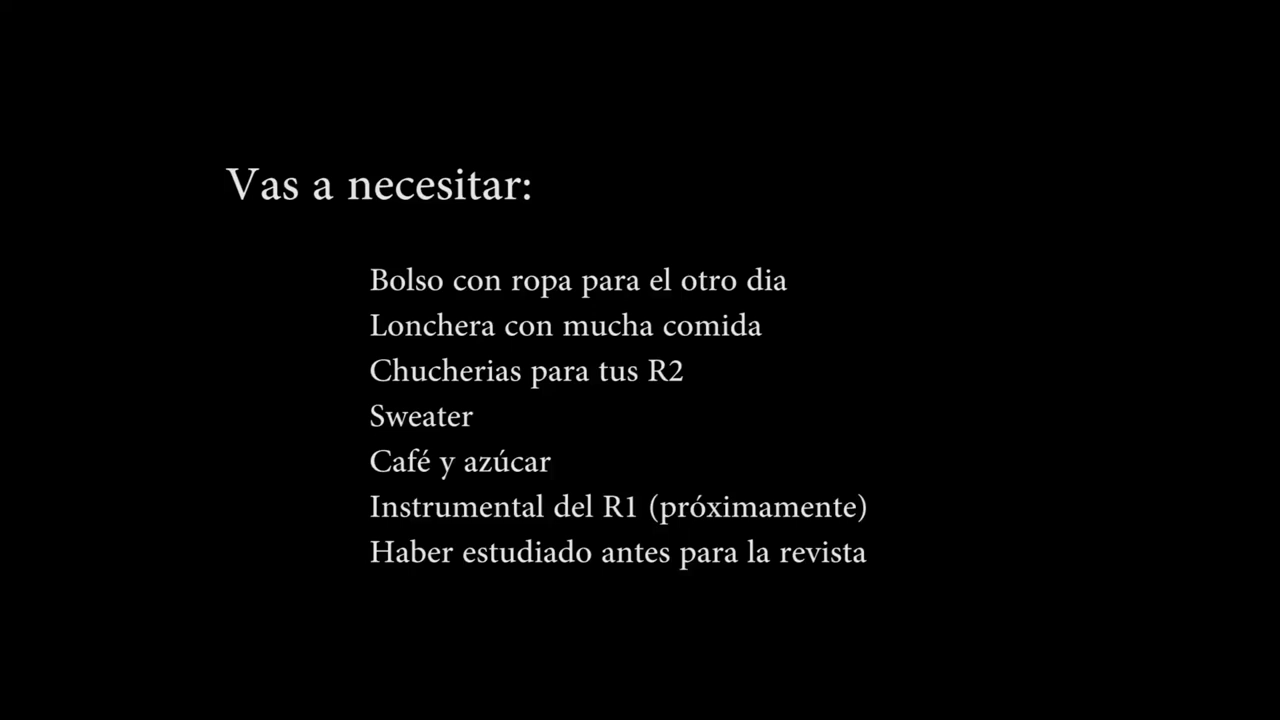 Vas a necesitar:
Bolso con ropa para el otro dia
Lonchera con mucha comida
Chucherias para tus R2
Sweater
Café y azúcar
Instrumental del R1 (próximamente)
Haber estudiado antes para la revista